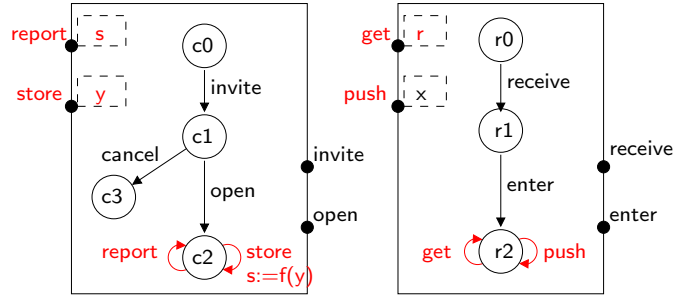 report s
c0
store y
invite
c1
cancel
invite
c3
open
open
report
c2
store
s:=f(y)
get r
r0
push x
receive
r1
receive
enter
enter
get
r2
push